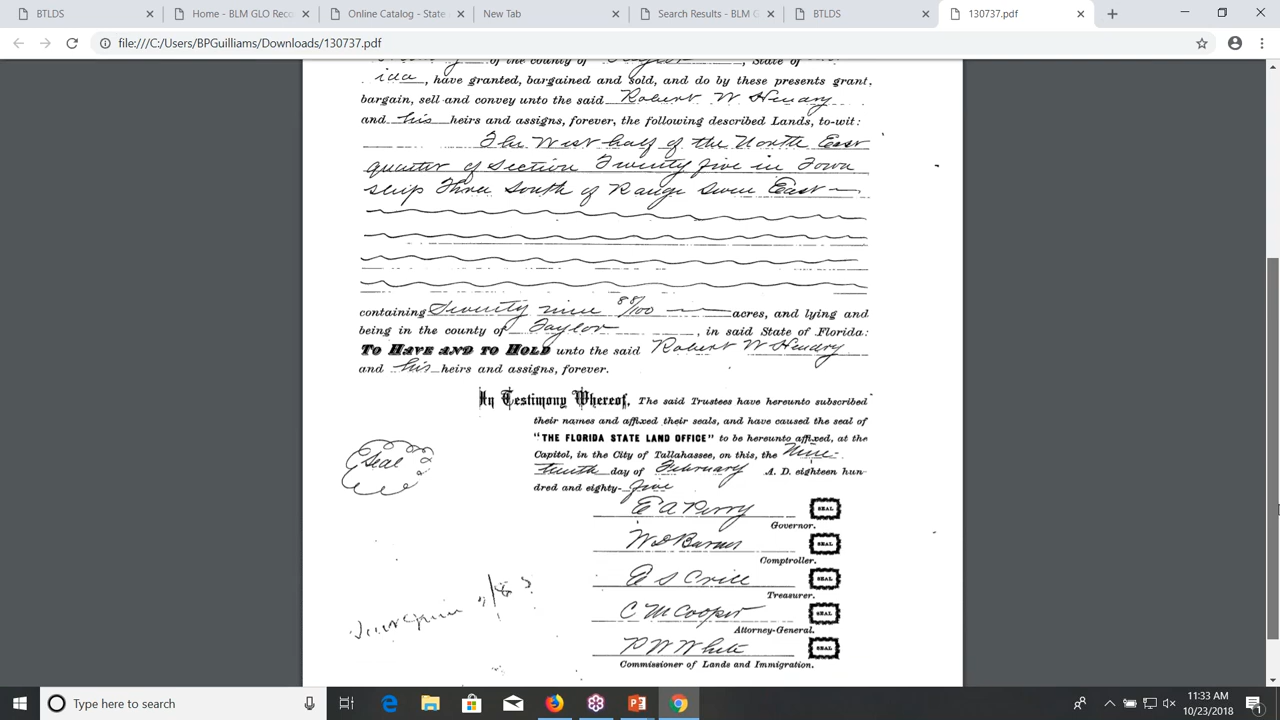 BTLDS
Home - BLM GLO Reco
Online Catalog - State
New Tab
Search Results - BLM G
BTLDS
130737.pdf
file:///C:/Users/BPGuilliams/Downloads/130737.pdf
of the county of Taylor, State of
ida, have granted, bargained and sold, and do by these presents grant,
bargain, sell and convey unto the said Robert W Hendry
and his heirs and assigns, forever, the following described Lands, to-wit:
The West half of the North East
quarter of Section Twenty five in Town
ship Three South of Range Seven East
containing Seventy nine 88/100 acres, and lying and
being in the county of Taylor, in said State of Florida:
TO HAVE AND TO HOLD unto the said Robert W Hendry
and his heirs and assigns, forever.
In Testimony Whereof, The said Trustees have hereunto subscribed
their names and affixed their seals, and have caused the seal of
"THE FLORIDA STATE LAND OFFICE" to be hereunto affixed, at the
Capitol, in the City of Tallahassee, on this, the Nine-
Seal
teenth day of February A. D. eighteen hun-
dred and eighty-five
E A Perry SEAL
Governor.
W D Barnes SEAL
Comptroller.
E S Crill SEAL
Treasurer.
C M Cooper SEAL
Attorney-General.
P W White SEAL
Commissioner of Lands and Immigration.
Type here to search
11:33 AM
10/23/2018